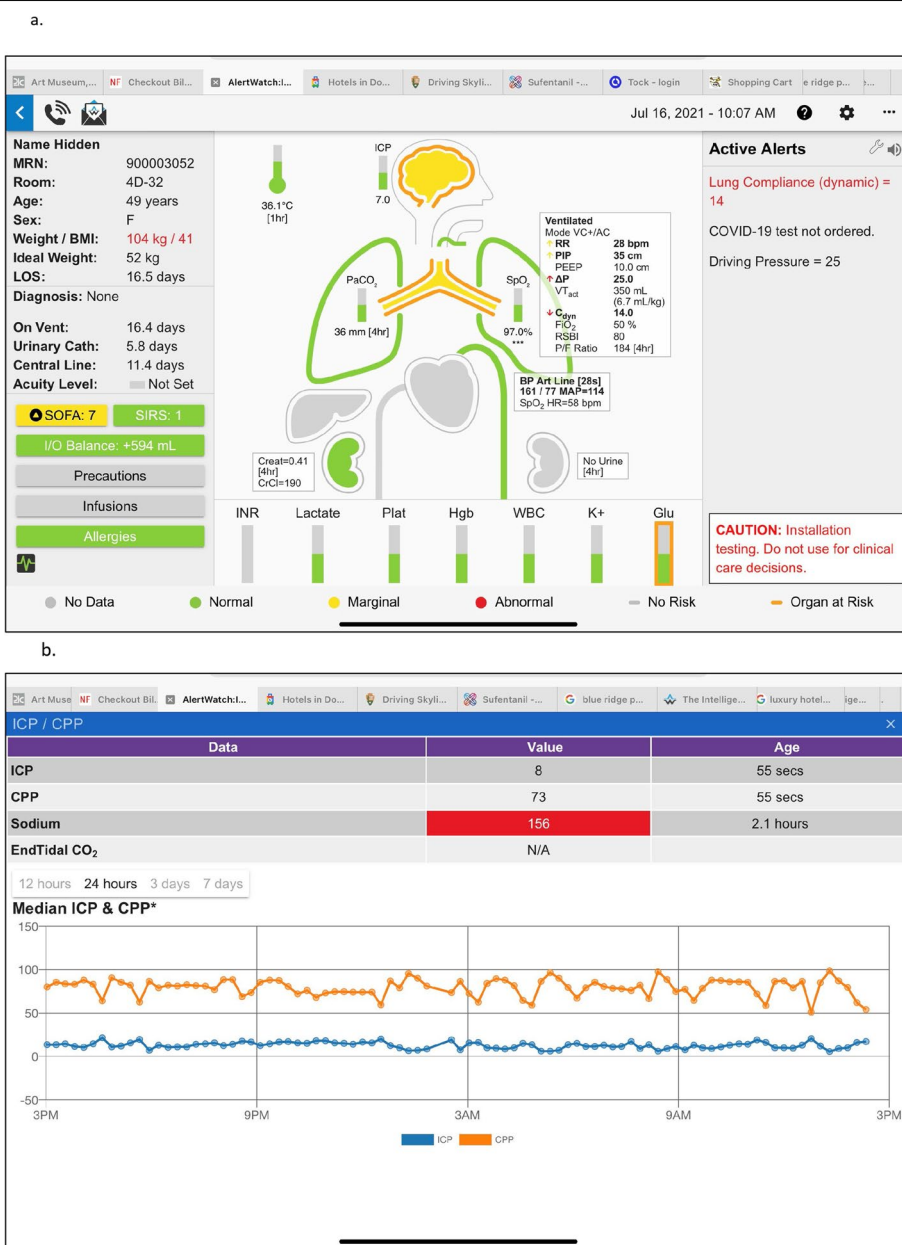 a.
Art Museum,...
NF Checkout Bil...
AlertWatch:I...
Hotels in Do...
Driving Skyli...
Sufentanil -...
Tock - login
Shopping Cart
e ridge p...
Jul 16, 2021 - 10:07 AM
Name Hidden
MRN: 900003052
Room: 4D-32
Age: 49 years
Sex: F
Weight / BMI: 104 kg / 41
Ideal Weight: 52 kg
LOS: 16.5 days
Diagnosis: None
On Vent: 16.4 days
Urinary Cath: 5.8 days
Central Line: 11.4 days
Acuity Level: Not Set
SOFA: 7
SIRS: 1
I/O Balance: +594 mL
Precautions
Infusions
Allergies
36.1°C
[1hr]
ICP
7.0
PaCO2
36 mm [4hr]
SpO2
97.0%
***
Ventilated
Mode VC+/AC
↑ RR 28 bpm
↑ PIP 35 cm
PEEP 10.0 cm
↑ ΔP 25.0
VTact 350 mL
(6.7 mL/kg)
↓ Cdyn 14.0
FiO2 50 %
RSBI 80
P/F Ratio 184 [4hr]
BP Art Line [28s]
161 / 77 MAP=114
SpO2 HR=58 bpm
Creat=0.41
[4hr]
CrCl=190
No Urine
[4hr]
INR Lactate Plat Hgb WBC K+ Glu
Active Alerts
Lung Compliance (dynamic) =
14
COVID-19 test not ordered.
Driving Pressure = 25
CAUTION: Installation
testing. Do not use for clinical
care decisions.
No Data Normal Marginal Abnormal No Risk Organ at Risk
b.
Art Muse
NF Checkout Bil.
AlertWatch:I...
Hotels in Do...
Driving Skyli...
Sufentanil -...
G blue ridge p...
The Intellige...
G luxury hotel...
ige...
ICP / CPP
Data Value Age
ICP 8 55 secs
CPP 73 55 secs
Sodium 156 2.1 hours
EndTidal CO2 N/A
12 hours 24 hours 3 days 7 days
Median ICP & CPP*
150
100
50
0
-50
3PM 9PM 3AM 9AM 3PM
ICP CPP